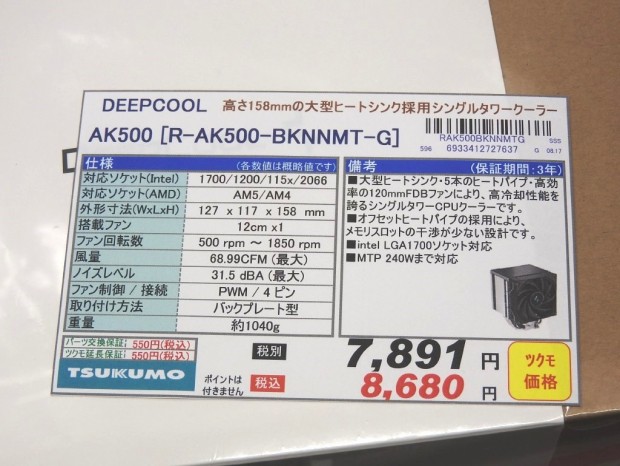 DEEPCOOL 高さ158mmの大型ヒートシンク採用シングルタワークーラー
AK500 [R-AK500-BKNNMT-G]
RAK500BKNNMTG SSS
596 6933412727637 G 08.17
仕様 (各数値は概略値です)
対応ソケット(Intel) 1700/1200/115x/2066
対応ソケット(AMD) AM5/AM4
外形寸法(WxLxH) 127 x 117 x 158 mm
搭載ファン 12cm x1
ファン回転数 500 rpm ～ 1850 rpm
風量 68.99CFM (最大)
ノイズレベル 31.5 dBA (最大)
ファン制御 / 接続 PWM / 4 ピン
取り付け方法 バックプレート型
重量 約1040g
備考 (保証期間:3年)
■大型ヒートシンク・5本のヒートパイプ・高効
率の120mmFDBファンにより、高冷却性能を
誇るシングルタワーCPUクーラーです。
■オフセットヒートパイプの採用により、
メモリスロットの干渉が少ない設計です。
■intel LGA1700ソケット対応
■MTP 240Wまで対応
パーツ交換保証: 550円(税込)
ツクモ延長保証: 550円(税込)
TSUKUMO
ポイントは
付きません
税別 7,891 円
税込 8,680 円
ツクモ
価格